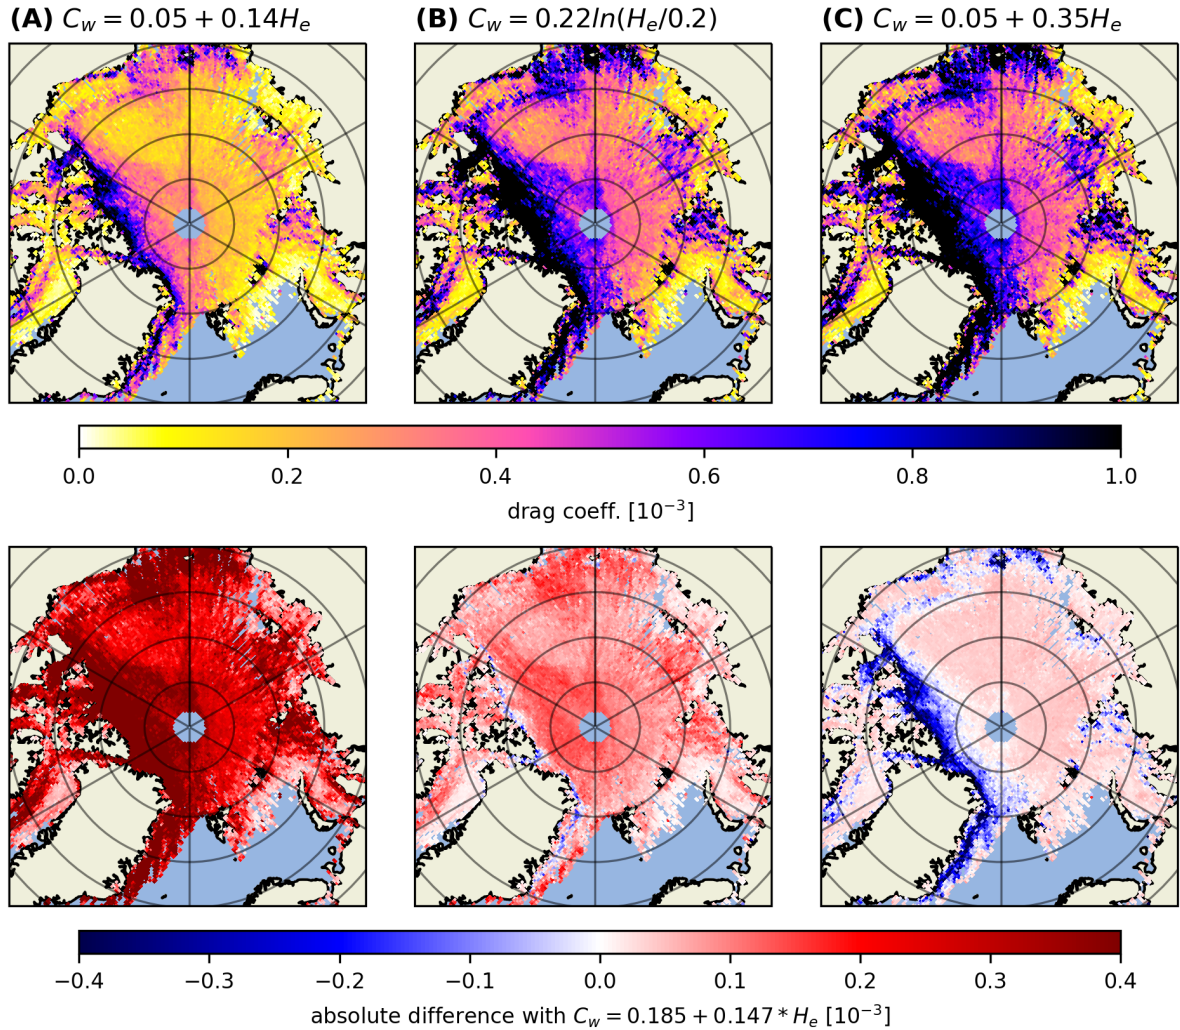 (A) C_w = 0.05 + 0.14H_e
(B) C_w = 0.22ln(H_e/0.2)
(C) C_w = 0.05 + 0.35H_e
0.0 0.2 0.4 0.6 0.8 1.0
drag coeff. [10⁻³]
−0.4 −0.3 −0.2 −0.1 0.0 0.1 0.2 0.3 0.4
absolute difference with C_w = 0.185 + 0.147 * H_e [10⁻³]